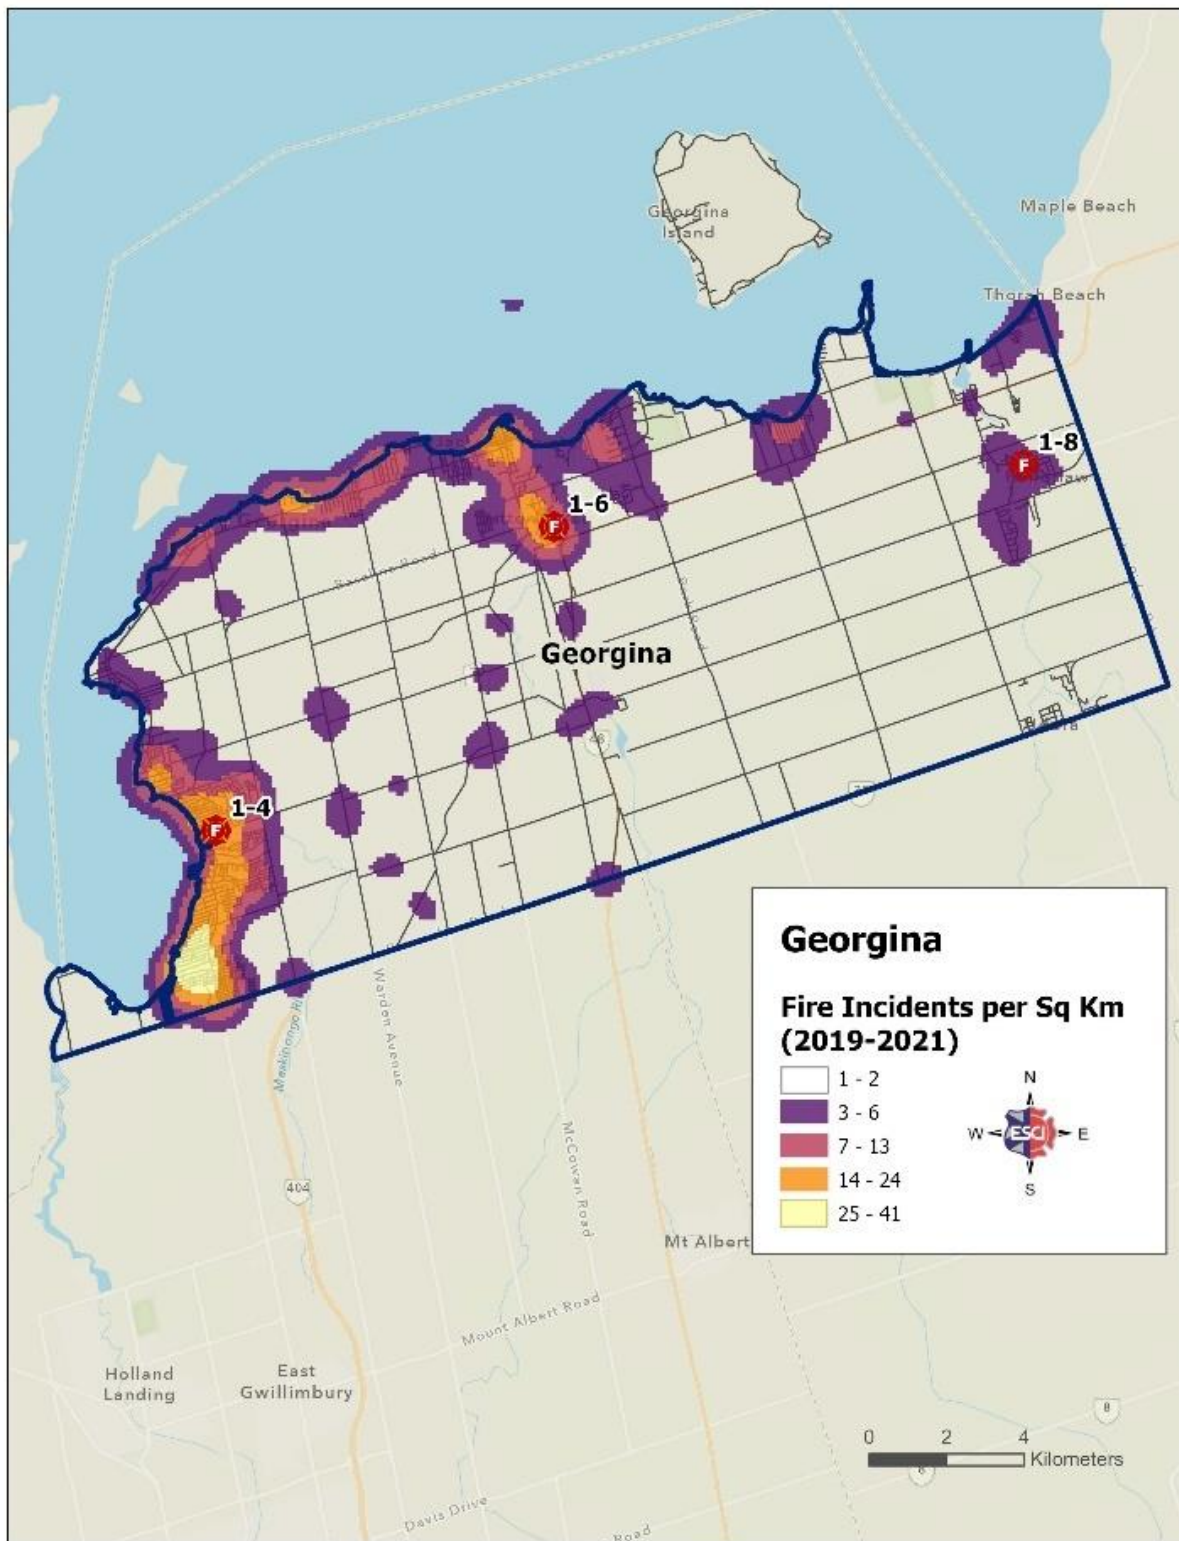 Maple Beach
Georgina
Island
Thorah Beach
1-8
1-6
Georgina
1-4
Warden Avenue
McCowan Road
404
Mt Albert
Mount Albert Road
Holland
Landing
East
Gwillimbury
Davis Drive
Road
8
Georgina
Fire Incidents per Sq Km
(2019-2021)
1 - 2
3 - 6
7 - 13
14 - 24
25 - 41
N
W
ESCI
E
S
0 2 4
Kilometers